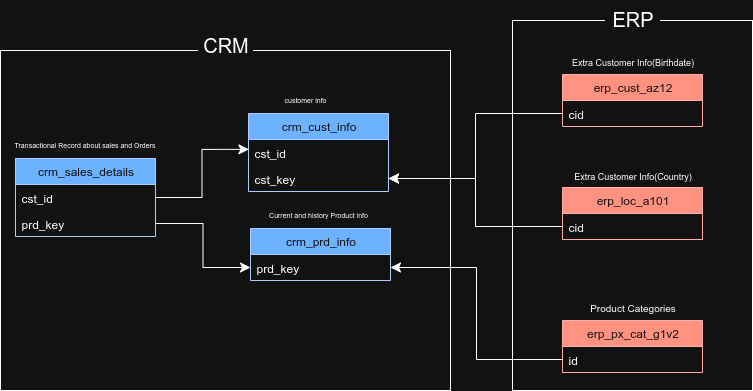 CRM
ERP
Transactional Record about sales and Orders
crm_sales_details
cst_id
prd_key
customer info
crm_cust_info
cst_id
cst_key
Current and history Product info
crm_prd_info
prd_key
Extra Customer Info(Birthdate)
erp_cust_az12
cid
Extra Customer Info(Country)
erp_loc_a101
cid
Product Categories
erp_px_cat_g1v2
id